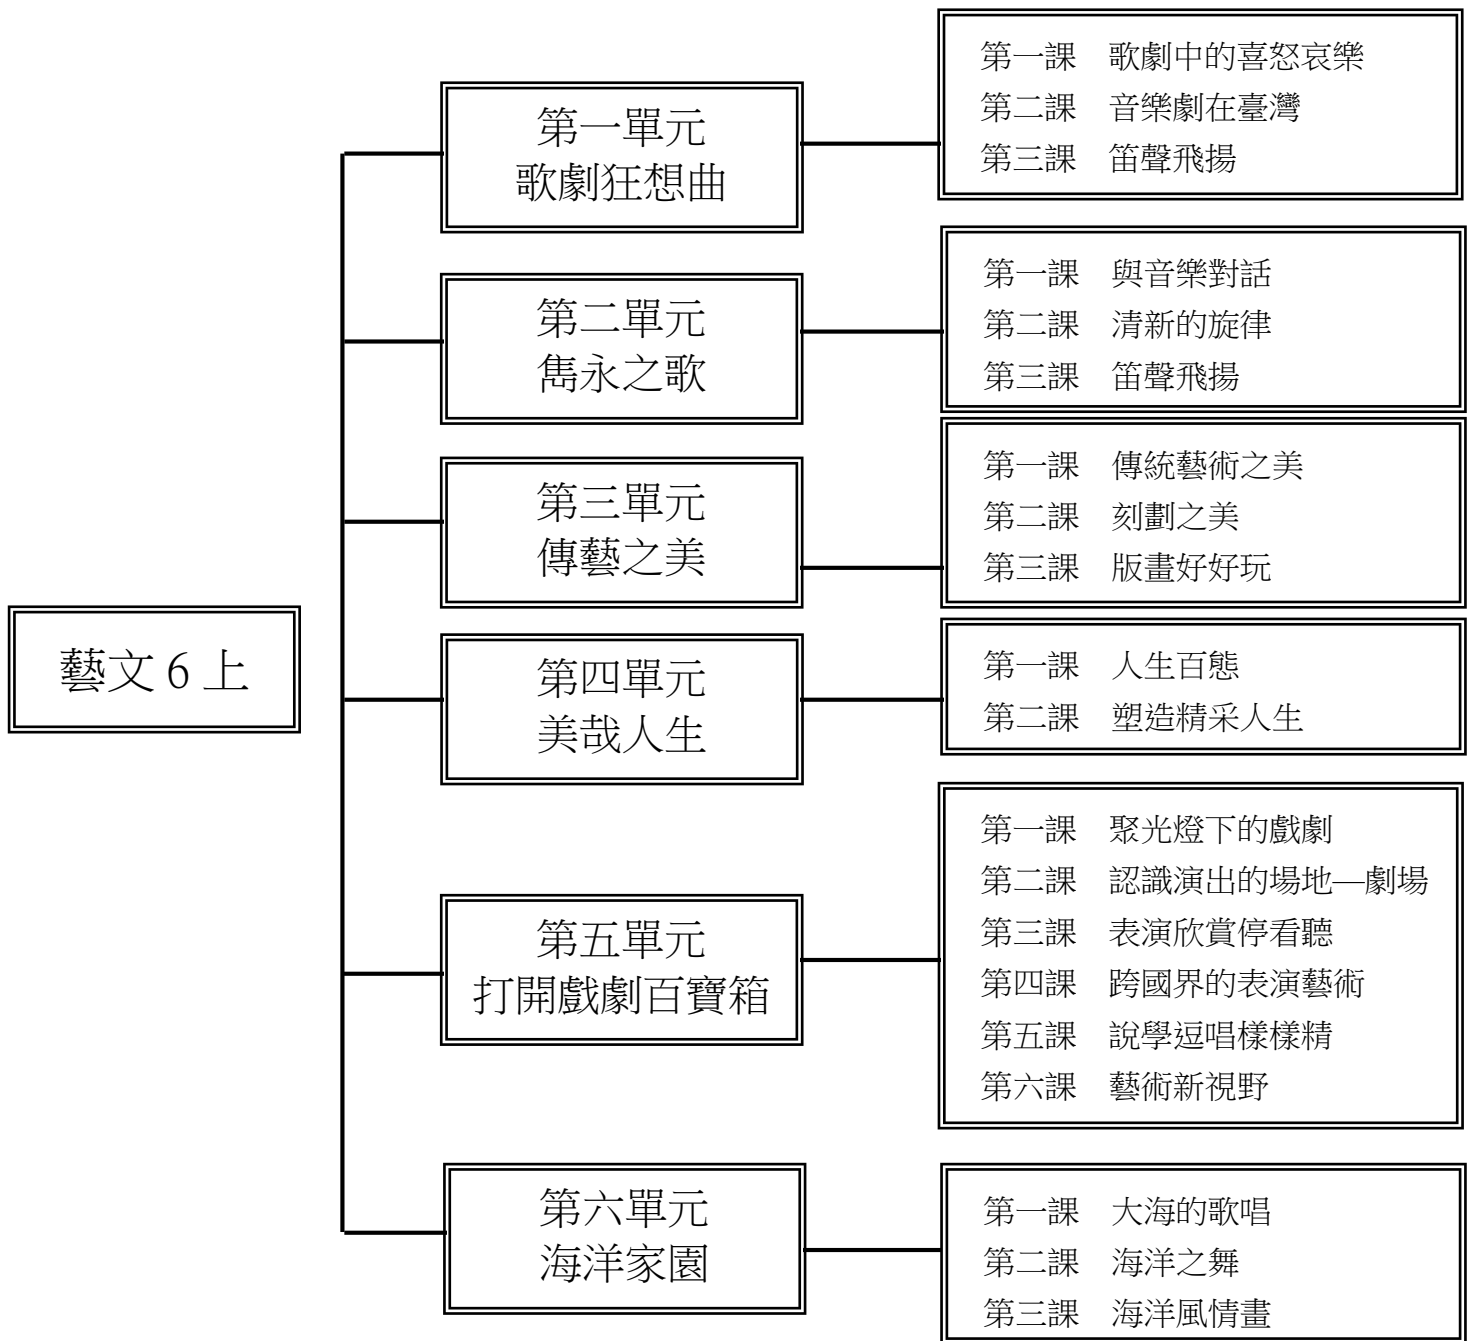 藝文 6 上
第一單元
歌劇狂想曲
第一課　歌劇中的喜怒哀樂
第二課　音樂劇在臺灣
第三課　笛聲飛揚
第二單元
雋永之歌
第一課　與音樂對話
第二課　清新的旋律
第三課　笛聲飛揚
第三單元
傳藝之美
第一課　傳統藝術之美
第二課　刻劃之美
第三課　版畫好好玩
第四單元
美哉人生
第一課　人生百態
第二課　塑造精采人生
第五單元
打開戲劇百寶箱
第一課　聚光燈下的戲劇
第二課　認識演出的場地—劇場
第三課　表演欣賞停看聽
第四課　跨國界的表演藝術
第五課　說學逗唱樣樣精
第六課　藝術新視野
第六單元
海洋家園
第一課　大海的歌唱
第二課　海洋之舞
第三課　海洋風情畫